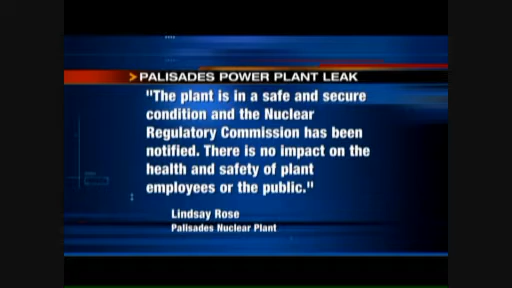 PALISADES POWER PLANT LEAK
"The plant is in a safe and secure
condition and the Nuclear
Regulatory Commission has been
notified. There is no impact on the
health and safety of plant
employees or the public."
Lindsay Rose
Palisades Nuclear Plant